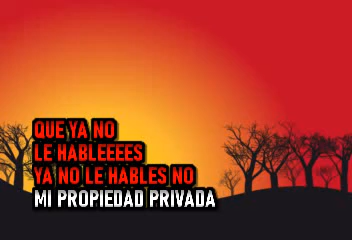 QUE YA NO
LE HABLEEEES
YA NO LE HABLES NO
MI PROPIEDAD PRIVADA